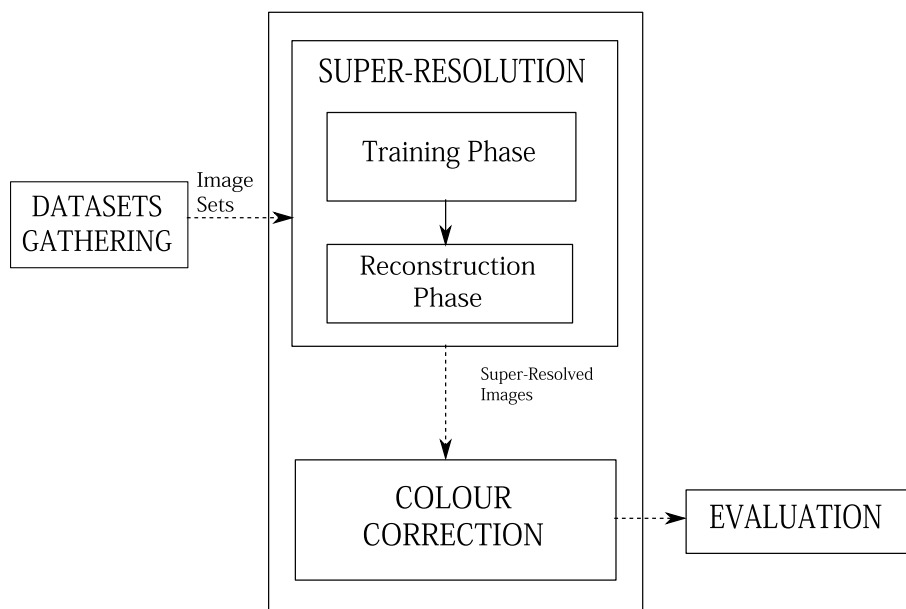 SUPER-RESOLUTION
Training Phase
Image
Sets
DATASETS
GATHERING
Reconstruction
Phase
Super-Resolved
Images
COLOUR
CORRECTION
EVALUATION